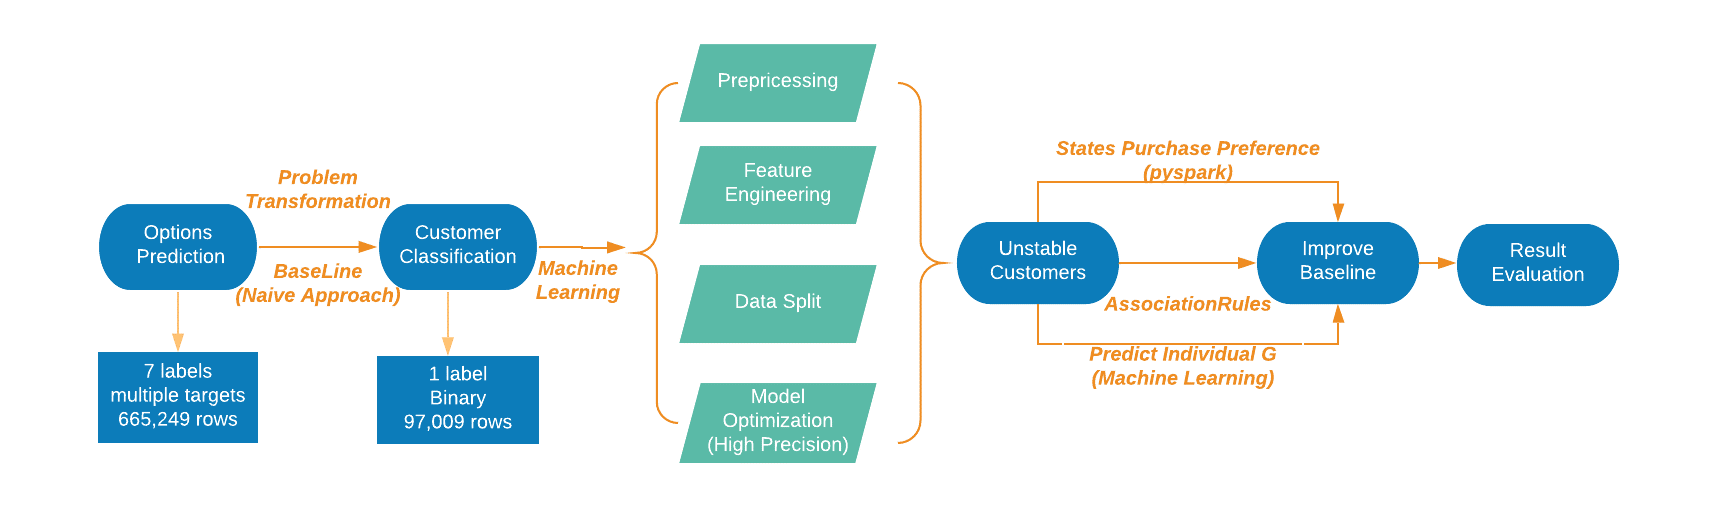 Options
Prediction
7 labels
multiple targets
665,249 rows
Problem
Transformation
BaseLine
(Naive Approach)
Customer
Classification
1 label
Binary
97,009 rows
Machine
Learning
Prepricessing
Feature
Engineering
Data Split
Model
Optimization
(High Precision)
Unstable
Customers
States Purchase Preference
(pyspark)
AssociationRules
Predict Individual G
(Machine Learning)
Improve
Baseline
Result
Evaluation